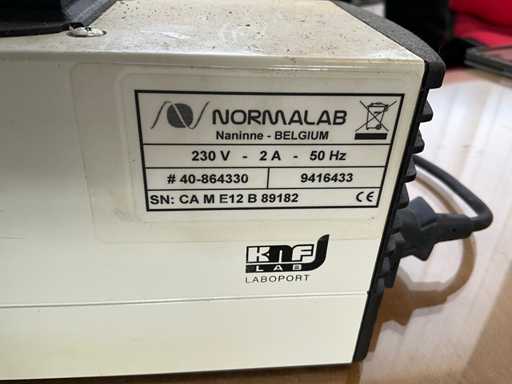 NORMALAB
Naninne - BELGIUM
230 V - 2 A - 50 Hz
# 40-864330 9416433
SN: CA M E12 B 89182 CE
KNF
LAB
LABOPORT